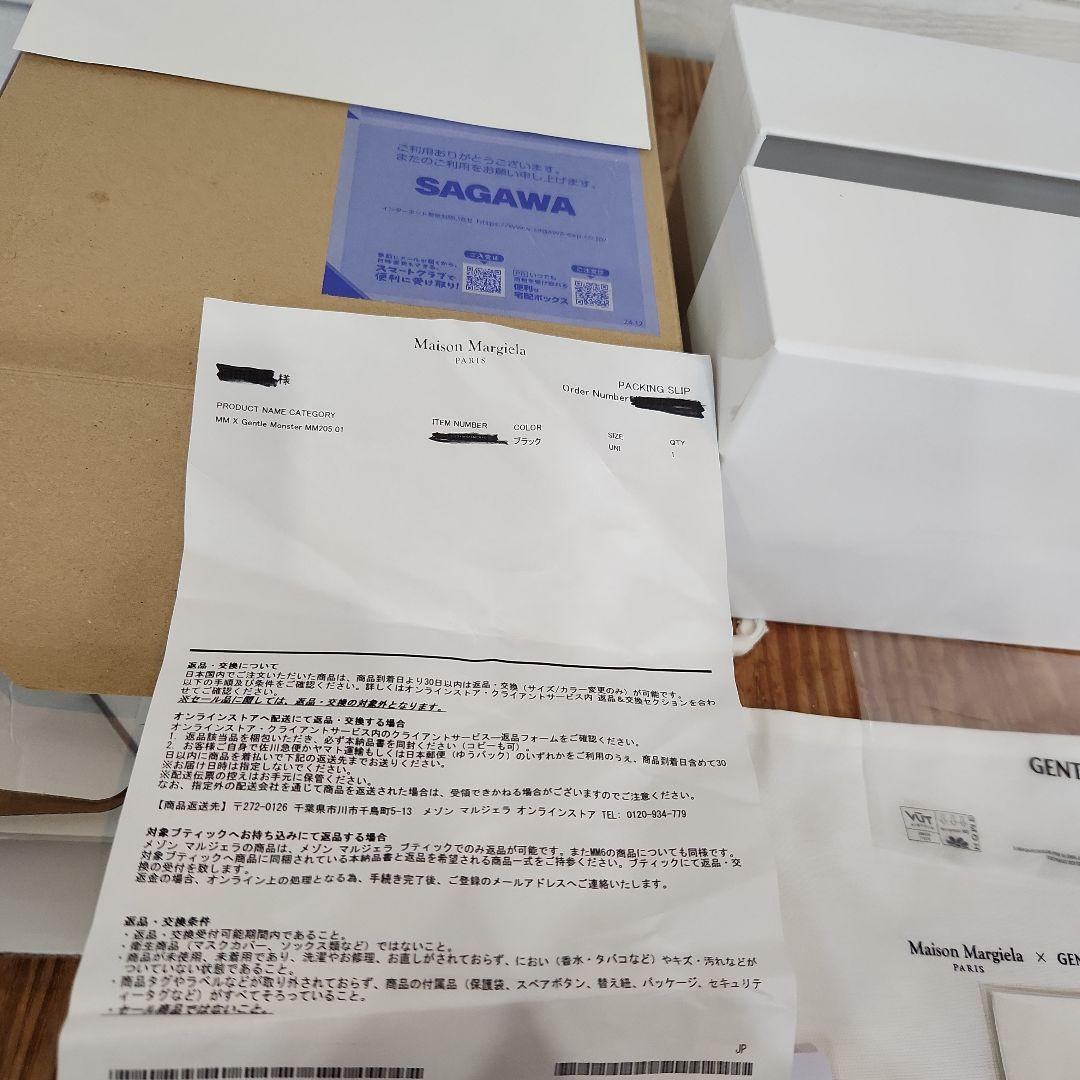 ご利用ありがとうございます。
またのご利用をお願い申し上げます。
SAGAWA
スマートクラブで
便利に受け取り!
ご入会は
いつでも
便利な
宅配ボックス
ご注文は
24.12
Maison Margiela
PARIS
様
PACKING SLIP
Order Number
PRODUCT NAME CATEGORY
ITEM NUMBER
COLOR
SIZE
QTY
MM X Gentle Monster MM205 01
ブラック
UNI
1
返品・交換について
日本国内でご注文いただいた商品は、商品到着日より30日以内は返品・交換(サイズ/カラー変更のみ)が可能です。
以下の手順及び条件をご確認ください。詳しくはオンラインストア・クライアントサービス内 返品&交換セクションを合わ
せてご確認ください。
※セール品に関しては、返品・交換の対象外となります。
オンラインストアへ配送にて返品・交換する場合
オンラインストア・クライアントサービス内のクライアントサービス―返品フォームをご確認ください。
1. 返品該当品を梱包いただき、必ず本納品書を同封ください(コピーも可)。
2. お客様ご自身で佐川急便かヤマト運輸もしくは日本郵便(ゆうパック)のいずれかをご利用のうえ、商品到着日含めて30
日以内に商品を着払いで下記の返送先までお送りください。
※お届け日時は指定しないでください。
※配送伝票の控えはお手元に保管ください。
なお、指定外の配送会社を通じて商品を返送された場合は、受領できかねる場合がございますのでご注意ください。
【商品返送先】〒272-0126 千葉県市川市千鳥町5-13 メゾン マルジェラ オンラインストア TEL: 0120-934-779
対象ブティックへお持ち込みにて返品する場合
メゾン マルジェラの商品は、メゾン マルジェラ ブティックでのみ返品が可能です。またMM6の商品についても同様です。
対象ブティックへ商品に同梱されている本納品書と返品を希望される商品一式をご持参ください。ブティックにて返品・交
換の受付を致します。
返金の場合、オンライン上の処理となる為、手続き完了後、ご登録のメールアドレスへご連絡いたします。
返品・交換条件
・返品・交換受付可能期間内であること。
・衛生商品(マスクカバー、ソックス類など)ではないこと。
・商品が未使用、未着用であり、洗濯やお修理、お直しがされておらず、におい(香水・タバコなど)やキズ・汚れなどが
ついていない状態であること。
・商品タグやラベルなどが取り外されておらず、商品の付属品(保護袋、スペアボタン、替え紐、パッケージ、セキュリテ
ィータグなど)がすべてそろっていること。
・セール商品ではないこと。
JP
GENT
Maison Margiela × GEN
PARIS